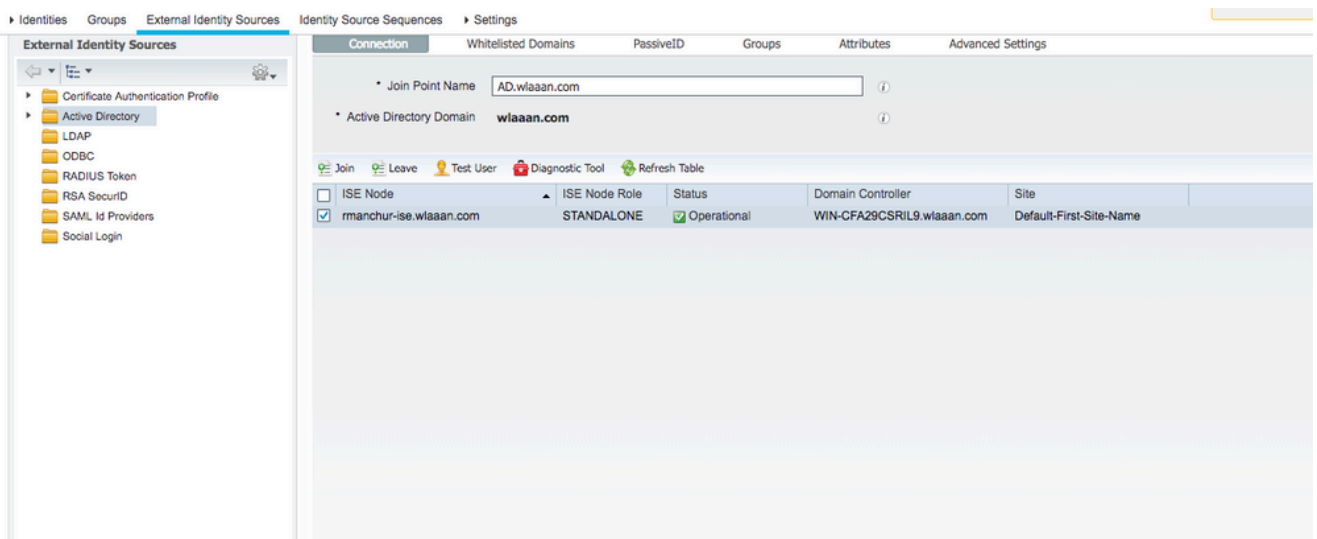 Identities Groups External Identity Sources Identity Source Sequences Settings
External Identity Sources
Certificate Authentication Profile
Active Directory
LDAP
ODBC
RADIUS Token
RSA SecurID
SAML Id Providers
Social Login
Connection Whitelisted Domains PassiveID Groups Attributes Advanced Settings
* Join Point Name AD.wlaaan.com
* Active Directory Domain wlaaan.com
Join Leave Test User Diagnostic Tool Refresh Table
ISE Node ISE Node Role Status Domain Controller Site
rmanchur-ise.wlaaan.com STANDALONE Operational WIN-CFA29CSRIL9.wlaaan.com Default-First-Site-Name